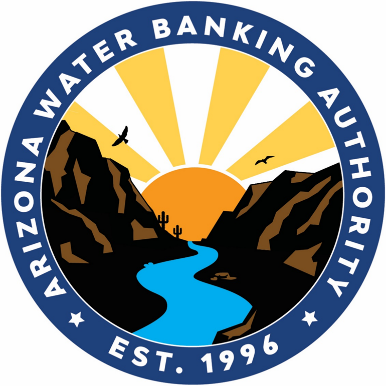 ARIZONA WATER BANKING AUTHORITY
EST. 1996